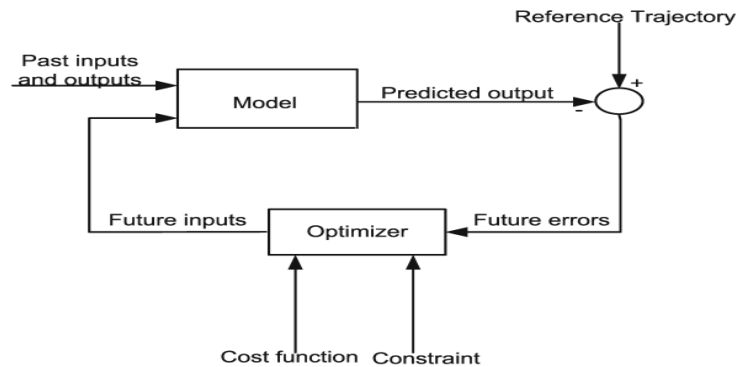 Reference Trajectory
Past inputs
and outputs
+
Model
Predicted output
-
Future inputs
Optimizer
Future errors
Cost function
Constraint